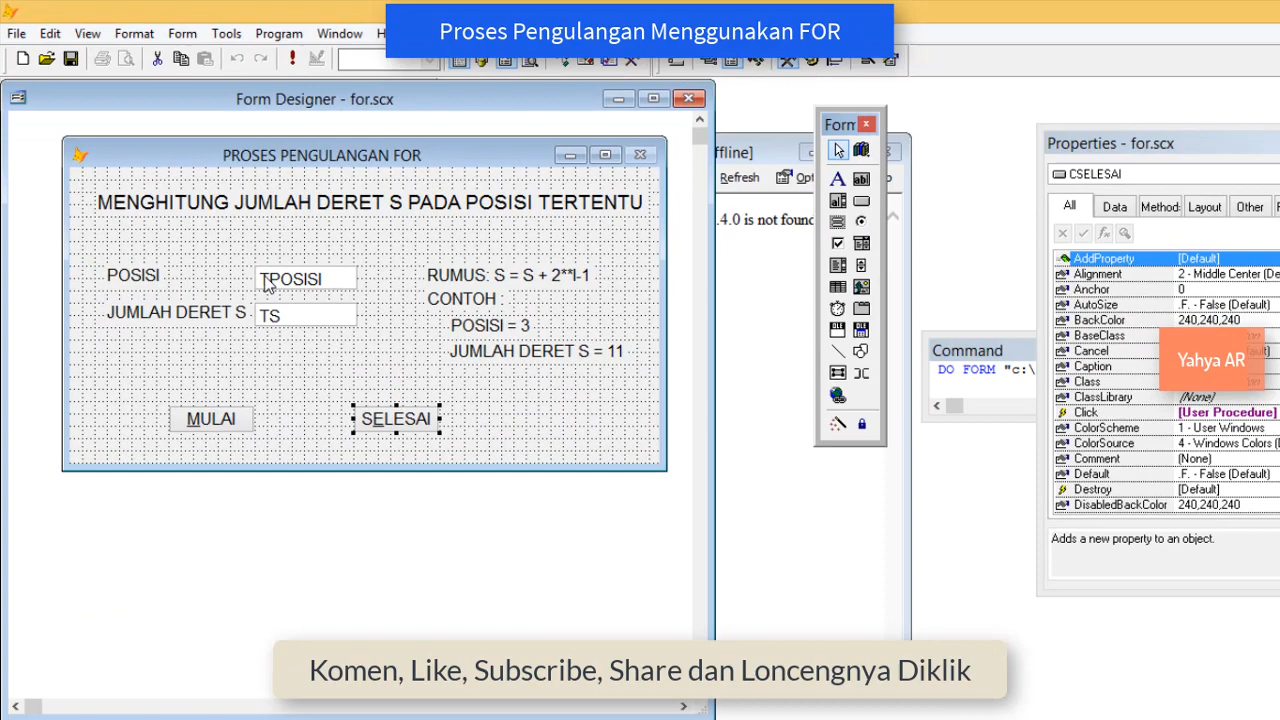 Proses Pengulangan Menggunakan FOR
File Edit View Format Form Tools Program Window
Form Designer - for.scx
PROSES PENGULANGAN FOR
MENGHITUNG JUMLAH DERET S PADA POSISI TERTENTU
POSISI
TPOSISI
JUMLAH DERET S
TS
RUMUS: S = S + 2**I-1
CONTOH :
POSISI = 3
JUMLAH DERET S = 11
MULAI
SELESAI
ffline]
Refresh
.4.0 is not found
Form
Command
DO FORM "c:\
Properties - for.scx
CSELESAI
All Data Method: Layout Other
AddProperty [Default]
Alignment 2 - Middle Center (De
Anchor 0
AutoSize .F. - False (Default)
BackColor 240,240,240
BaseClass
Cancel
Caption
Class
ClassLibrary (None)
Click [User Procedure]
ColorScheme 1 - User Windows
ColorSource 4 - Windows Colors (D
Comment (None)
Default .F. - False (Default)
Destroy [Default]
DisabledBackColor 240,240,240
Adds a new property to an object.
Yahya AR
Komen, Like, Subscribe, Share dan Loncengnya Diklik